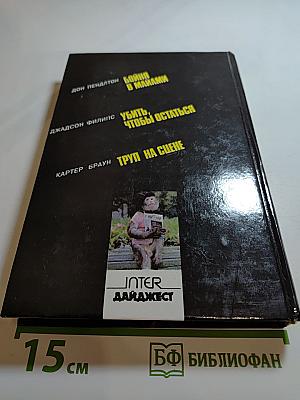 ДОН ПЕНДЛТОН БОЙНЯ
В МАЙАМИ
ДЖАДСОН ФИЛИПС УБИТЬ,
ЧТОБЫ ОСТАТЬСЯ
КАРТЕР БРАУН ТРУП НА СЦЕНЕ
INTER
ДАЙДЖЕСТ
15 см
БФ БИБЛИОФАН